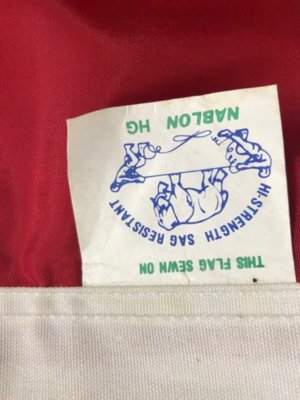 THIS FLAG SEWN ON
HI-STRENGTH SAG RESISTANT
NABLON HG